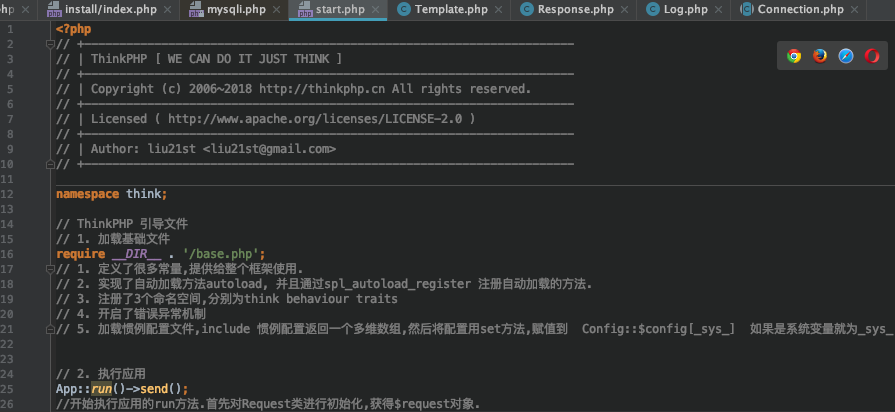 hp
install/index.php
mysqli.php
start.php
Template.php
Response.php
Log.php
Connection.php
1 <?php
2 // +----------------------------------------------------------------------
3 // | ThinkPHP [ WE CAN DO IT JUST THINK ]
4 // +----------------------------------------------------------------------
5 // | Copyright (c) 2006~2018 http://thinkphp.cn All rights reserved.
6 // +----------------------------------------------------------------------
7 // | Licensed ( http://www.apache.org/licenses/LICENSE-2.0 )
8 // +----------------------------------------------------------------------
9 // | Author: liu21st <liu21st@gmail.com>
10 // +----------------------------------------------------------------------
11
12 namespace think;
13
14 // ThinkPHP 引导文件
15 // 1. 加载基础文件
16 require __DIR__ . '/base.php';
17 // 1. 定义了很多常量,提供给整个框架使用.
18 // 2. 实现了自动加载方法autoload, 并且通过spl_autoload_register 注册自动加载的方法.
19 // 3. 注册了3个命名空间,分别为think behaviour traits
20 // 4. 开启了错误异常机制
21 // 5. 加载惯例配置文件,include 惯例配置返回一个多维数组,然后将配置用set方法,赋值到 Config::$config[_sys_] 如果是系统变量就为_sys_
22
23
24 // 2. 执行应用
25 App::run()->send();
26 //开始执行应用的run方法.首先对Request类进行初始化,获得$request对象.